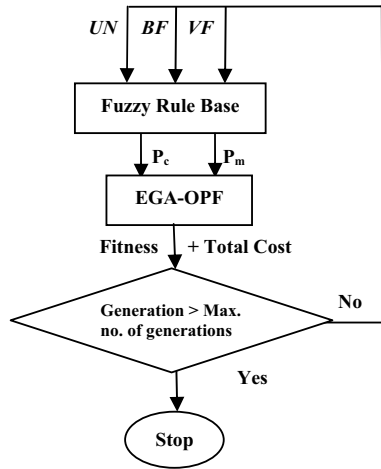 UN BF VF
Fuzzy Rule Base
Pc Pm
EGA-OPF
Fitness + Total Cost
Generation > Max.
no. of generations
No
Yes
Stop